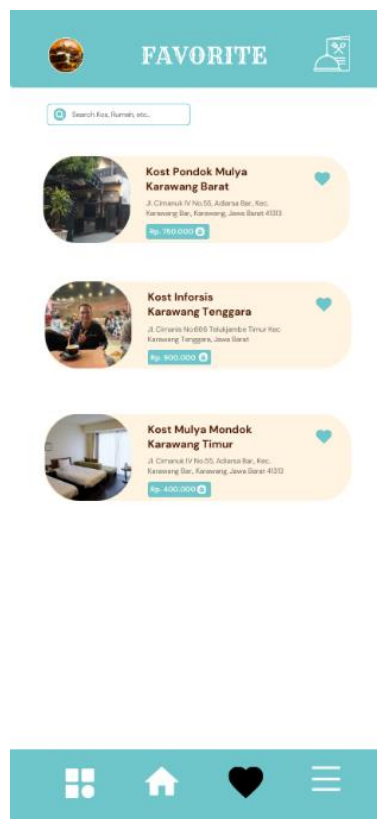 FAVORITE
Search Kos, Rumah, etc...
Kost Pondok Mulya
Karawang Barat
Jl. Cimanuk IV No.55, Adiarsa Bar., Kec.
Karawang Bar., Karawang, Jawa Barat 41313
Rp. 750.000
Kost Inforsis
Karawang Tenggara
Jl. Cimanis No.666 Telukjambe Timur Kec
Karawang Tenggara, Jawa Barat
Rp. 900.000
Kost Mulya Mondok
Karawang Timur
Jl. Cimanuk IV No.55, Adiarsa Bar., Kec.
Karawang Bar., Karawang, Jawa Barat 41313
Rp. 400.000